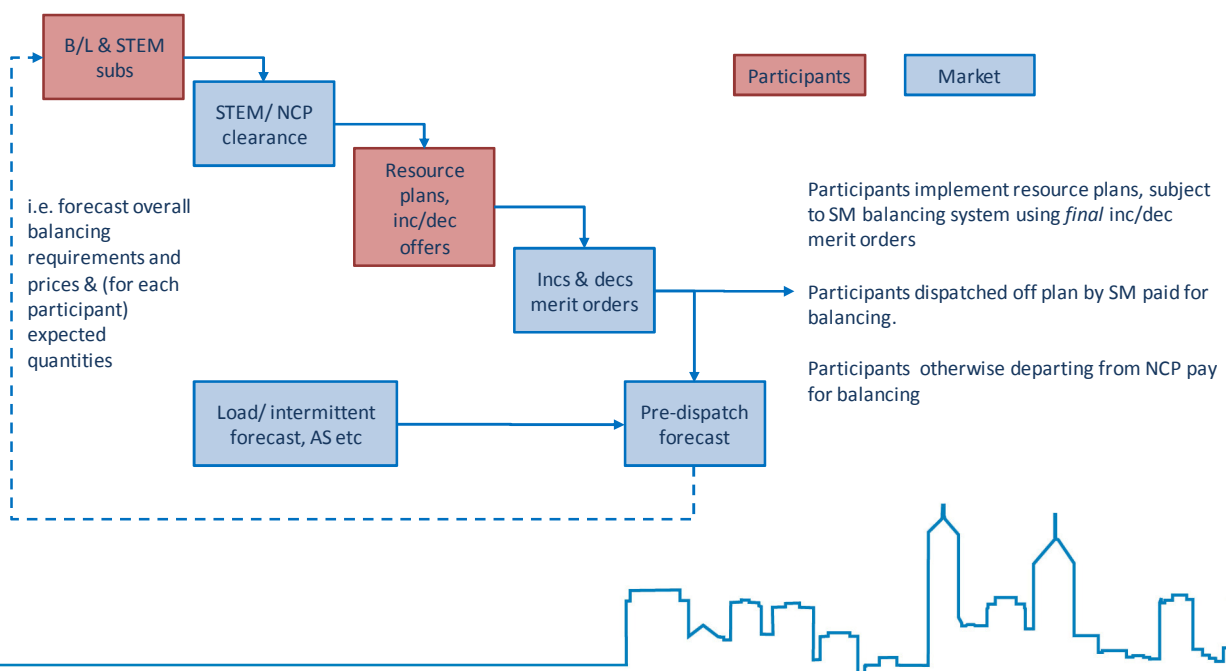 B/L & STEM
subs
Participants
Market
STEM/ NCP
clearance
Resource
plans,
inc/dec
offers
Participants implement resource plans, subject
to SM balancing system using final inc/dec
merit orders
i.e. forecast overall
balancing
requirements and
prices & (for each
participant)
expected
quantities
Incs & decs
merit orders
Participants dispatched off plan by SM paid for
balancing.
Participants otherwise departing from NCP pay
for balancing
Load/ intermittent
forecast, AS etc
Pre-dispatch
forecast